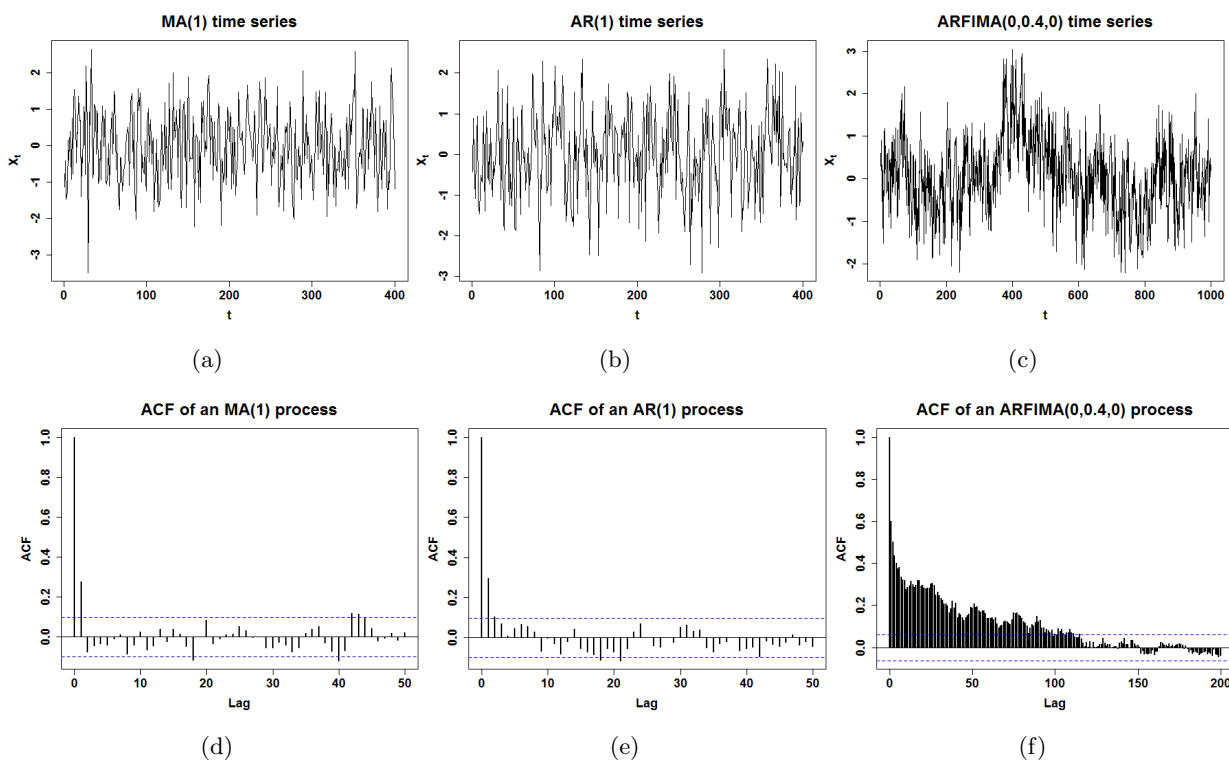 MA(1) time series
AR(1) time series
ARFIMA(0,0.4,0) time series
Xt
2
1
0
-1
-2
-3
0 100 200 300 400
t
Xt
2
1
0
-1
-2
-3
0 100 200 300 400
t
Xt
3
2
1
0
-1
-2
0 200 400 600 800 1000
t
(a)
(b)
(c)
ACF of an MA(1) process
ACF of an AR(1) process
ACF of an ARFIMA(0,0.4,0) process
ACF
1.0
0.8
0.6
0.4
0.2
0.0
0 10 20 30 40 50
Lag
ACF
1.0
0.8
0.6
0.4
0.2
0.0
0 10 20 30 40 50
Lag
ACF
1.0
0.8
0.6
0.4
0.2
0.0
0 50 100 150 200
Lag
(d)
(e)
(f)